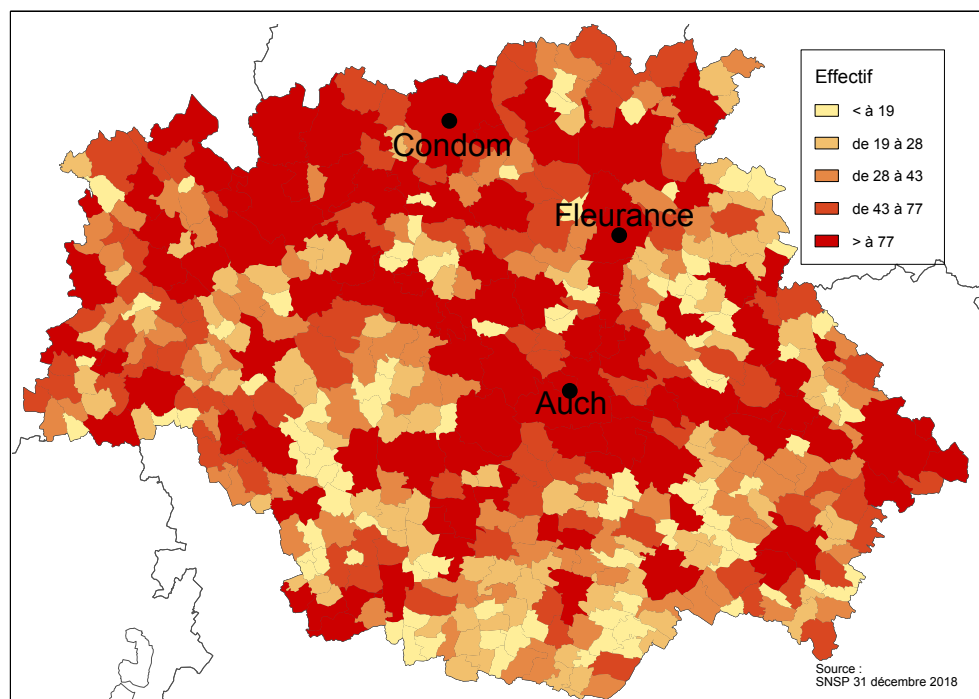 Effectif
< à 19
de 19 à 28
de 28 à 43
de 43 à 77
> à 77
Condom
Fleurance
Auch
Source :
SNSP 31 décembre 2018